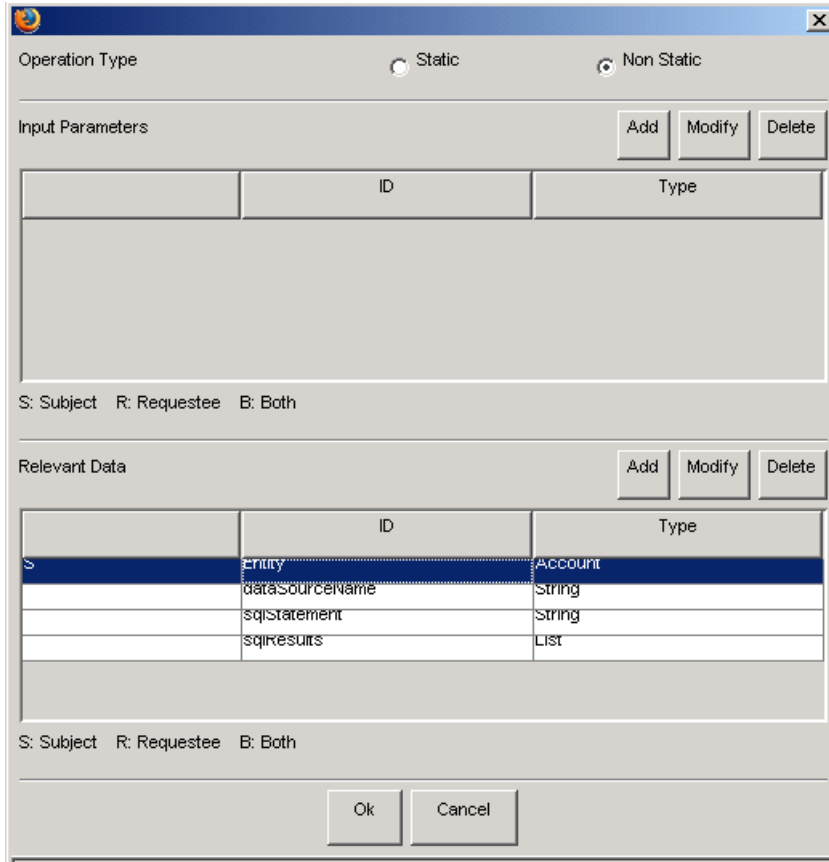 Operation Type Static Non Static
Input Parameters Add Modify Delete
ID Type
S: Subject R: Requestee B: Both
Relevant Data Add Modify Delete
ID Type
S Entity Account
dataSourceName String
sqlStatement String
sqlResults List
S: Subject R: Requestee B: Both
Ok Cancel